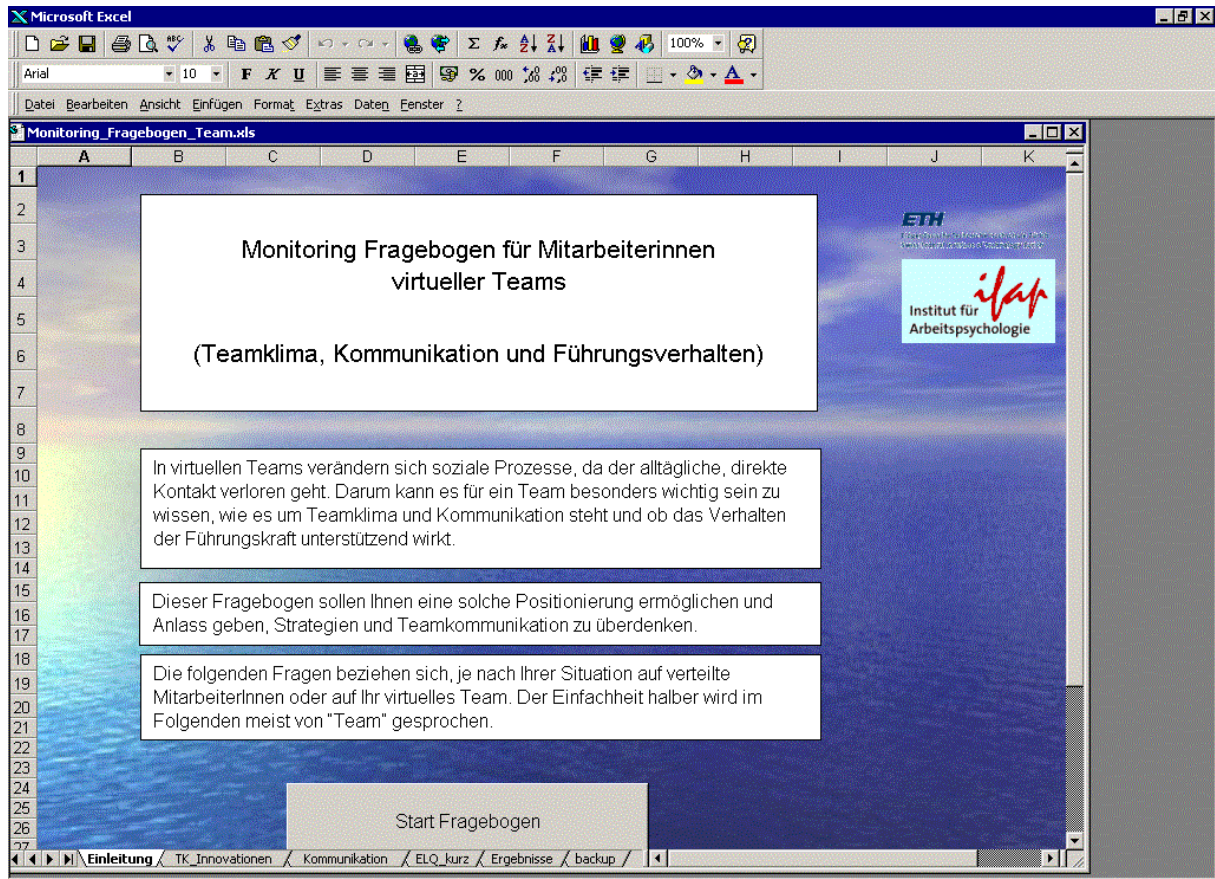 Microsoft Excel
100%
Arial
10
F K U
% 000
Datei Bearbeiten Ansicht Einfügen Format Extras Daten Fenster ?
Monitoring_Fragebogen_Team.xls
A B C D E F G H I J K
1
2
ETH
3
Monitoring Fragebogen für Mitarbeiterinnen
4
virtueller Teams
ifap
5
Institut für
Arbeitspsychologie
6
(Teamklima, Kommunikation und Führungsverhalten)
7
8
9
10
In virtuellen Teams verändern sich soziale Prozesse, da der alltägliche, direkte
11
Kontakt verloren geht. Darum kann es für ein Team besonders wichtig sein zu
12
wissen, wie es um Teamklima und Kommunikation steht und ob das Verhalten
13
der Führungskraft unterstützend wirkt.
14
15
Dieser Fragebogen sollen Ihnen eine solche Positionierung ermöglichen und
16
Anlass geben, Strategien und Teamkommunikation zu überdenken.
17
18
Die folgenden Fragen beziehen sich, je nach Ihrer Situation auf verteilte
19
MitarbeiterInnen oder auf Ihr virtuelles Team. Der Einfachheit halber wird im
20
Folgenden meist von "Team" gesprochen.
21
22
23
24
25
Start Fragebogen
26
27
Einleitung TK_Innovationen Kommunikation ELQ_kurz Ergebnisse backup